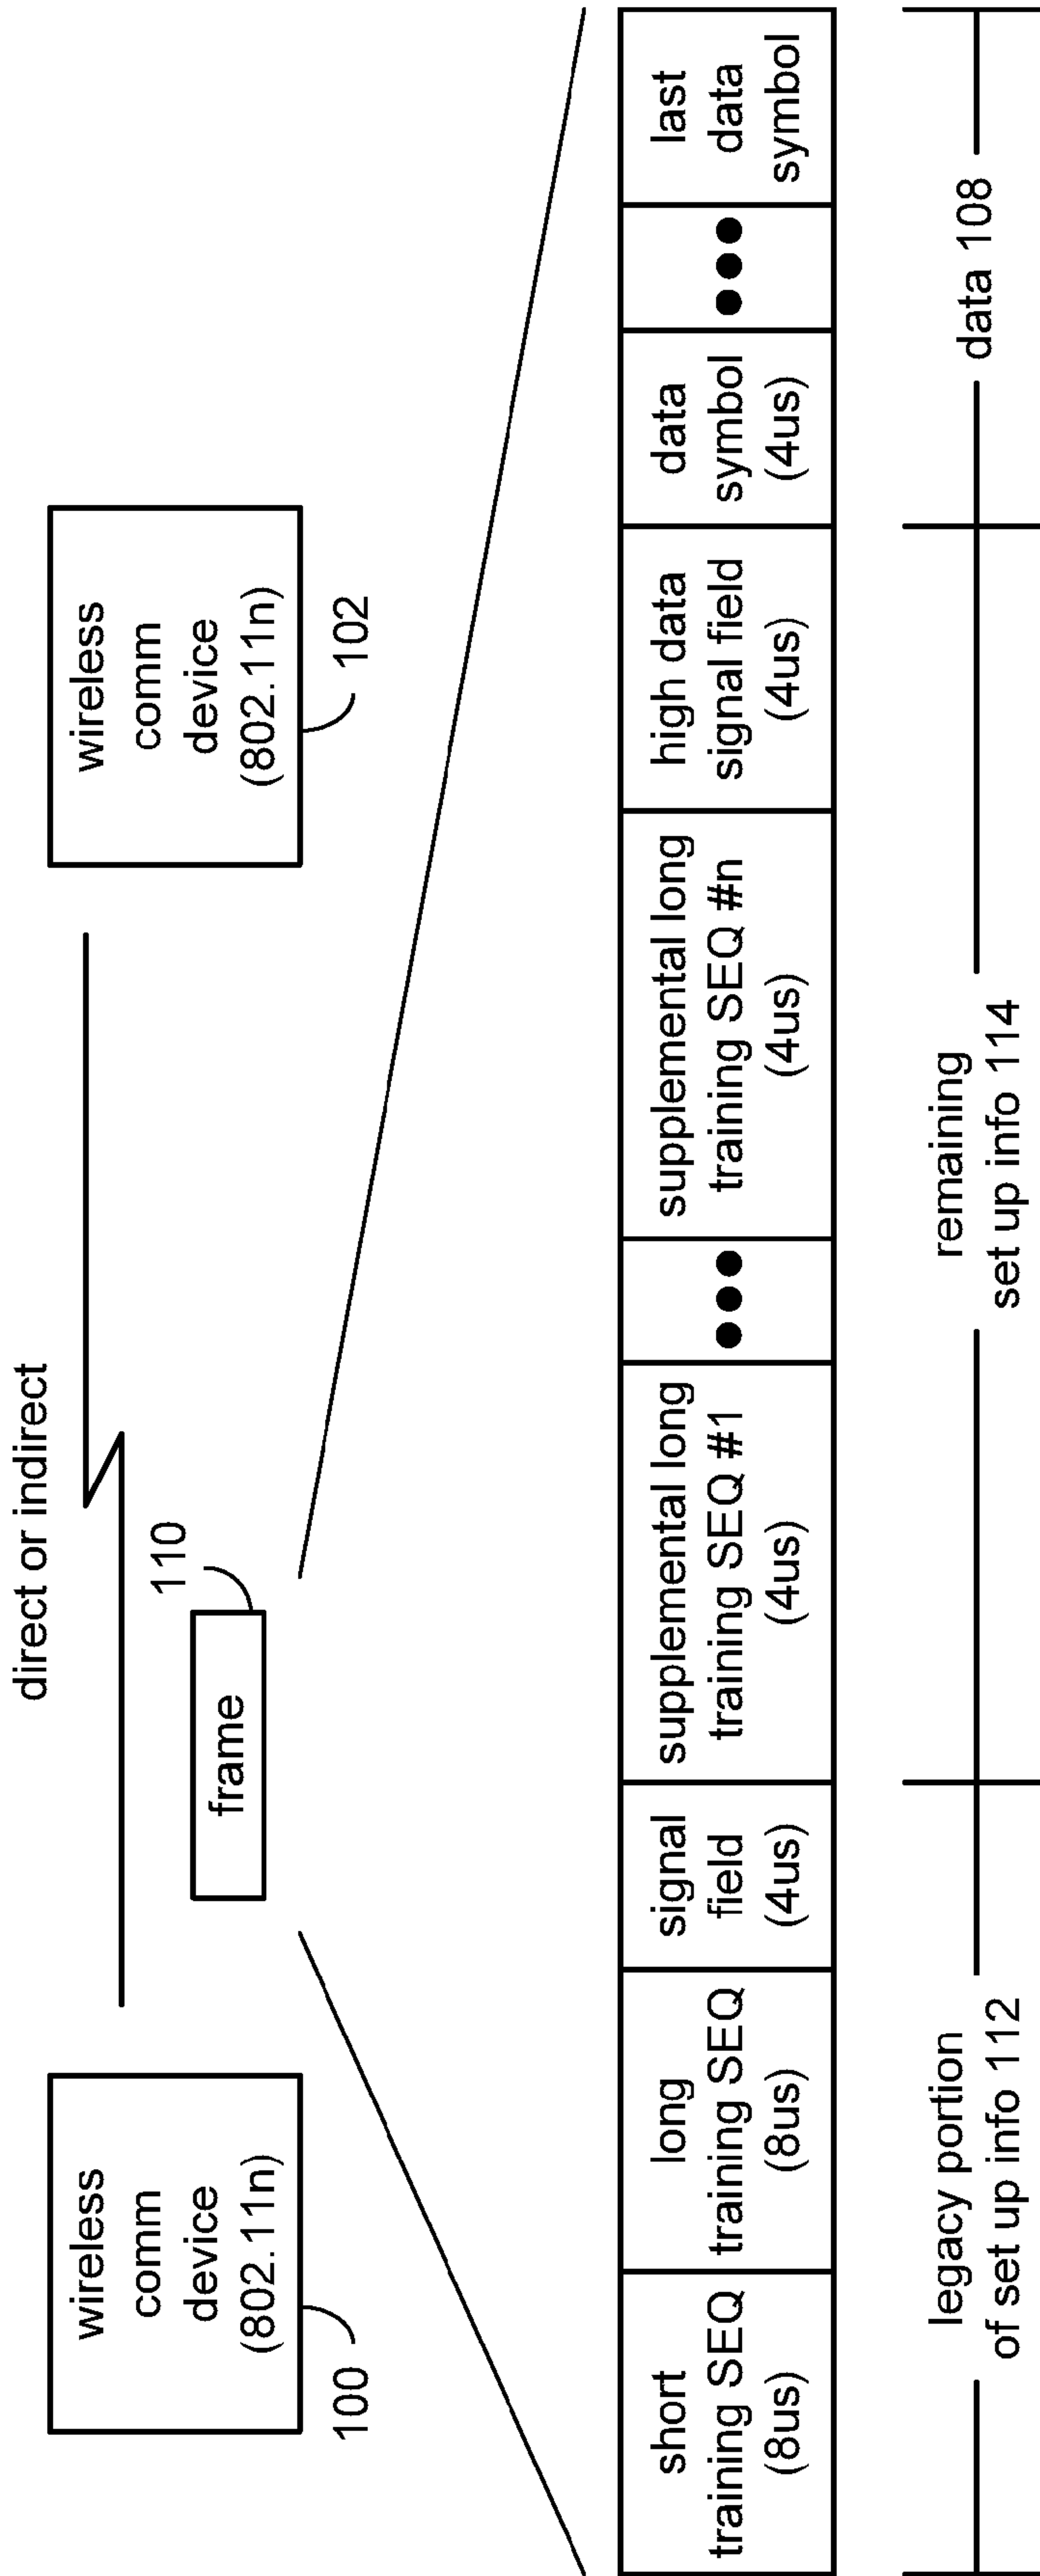 direct or indirect
wireless
comm
device
(802.11n)
100
110
frame
wireless
comm
device
(802.11n)
102
short
training SEQ
(8us)
long
training SEQ
(8us)
signal
field
(4us)
supplemental long
training SEQ #1
(4us)
●●●
supplemental long
training SEQ #n
(4us)
high data
signal field
(4us)
data
symbol
(4us)
●●●
last
data
symbol
legacy portion
of set up info 112
remaining
set up info 114
data 108